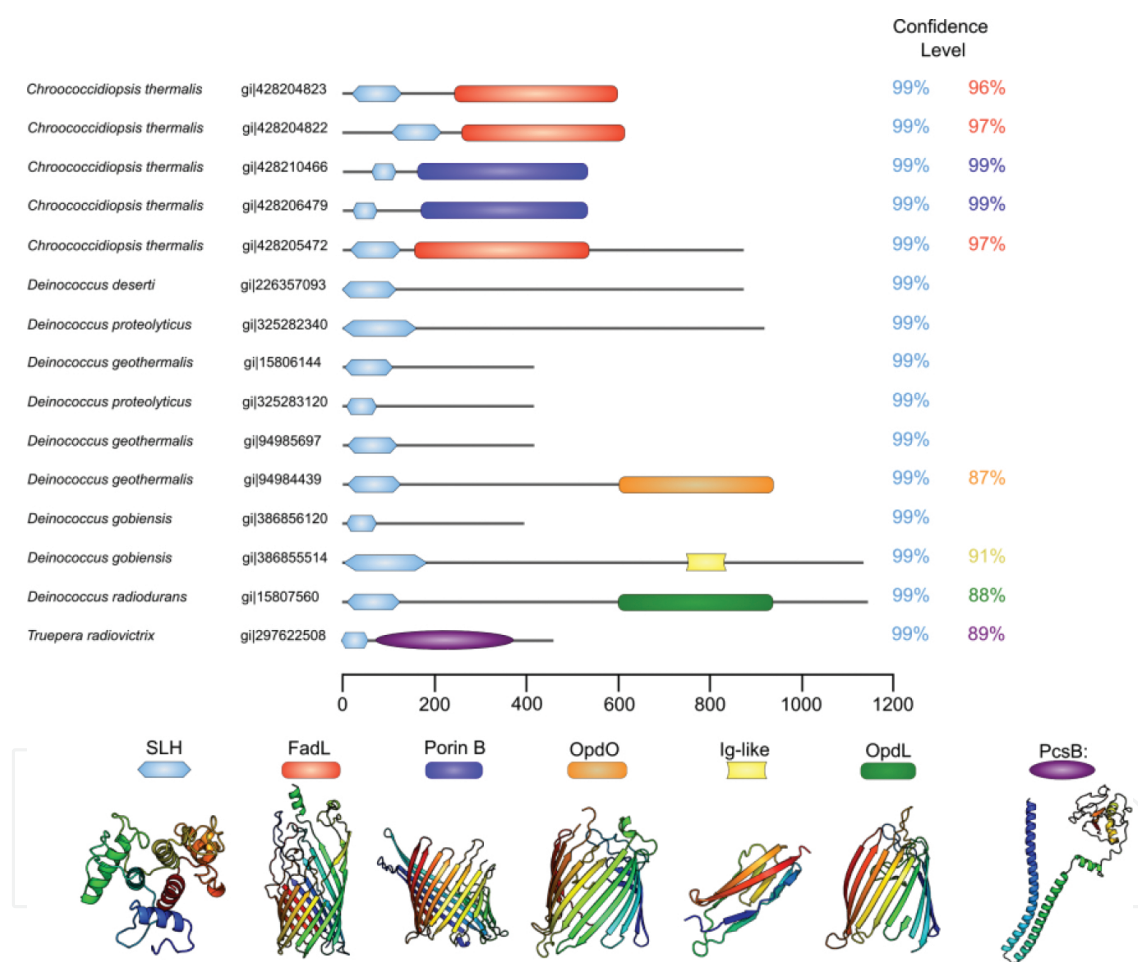 Confidence
Level
Chroococcidiopsis thermalis gi|428204823 99% 96%
Chroococcidiopsis thermalis gi|428204822 99% 97%
Chroococcidiopsis thermalis gi|428210466 99% 99%
Chroococcidiopsis thermalis gi|428206479 99% 99%
Chroococcidiopsis thermalis gi|428205472 99% 97%
Deinococcus deserti gi|226357093 99%
Deinococcus proteolyticus gi|325282340 99%
Deinococcus geothermalis gi|15806144 99%
Deinococcus proteolyticus gi|325283120 99%
Deinococcus geothermalis gi|94985697 99%
Deinococcus geothermalis gi|94984439 99% 87%
Deinococcus gobiensis gi|386856120 99%
Deinococcus gobiensis gi|386855514 99% 91%
Deinococcus radiodurans gi|15807560 99% 88%
Truepera radiovictrix gi|297622508 99% 89%
0 200 400 600 800 1000 1200
SLH FadL Porin B OpdO Ig-like OpdL PcsB: